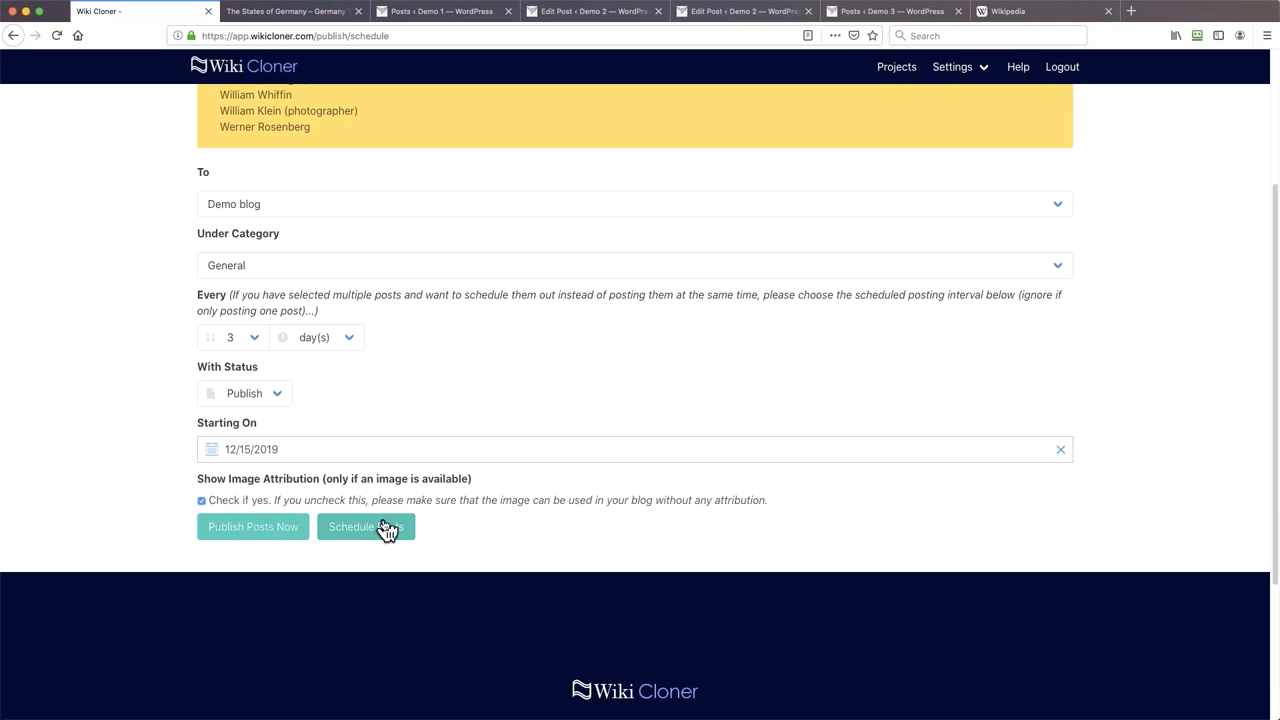 Wiki Cloner -
The States of Germany – Germany
Posts ‹ Demo 1 — WordPress
Edit Post ‹ Demo 2 — WordPre
Edit Post ‹ Demo 2 — WordPre
Posts ‹ Demo 3 — WordPress
Wikipedia
https://app.wikicloner.com/publish/schedule
Search
Wiki Cloner
Projects
Settings
Help
Logout
William Whiffin
William Klein (photographer)
Werner Rosenberg
To
Demo blog
Under Category
General
Every (If you have selected multiple posts and want to schedule them out instead of posting them at the same time, please choose the scheduled posting interval below (ignore if
only posting one post)...)
3 day(s)
With Status
Publish
Starting On
12/15/2019
Show Image Attribution (only if an image is available)
Check if yes. If you uncheck this, please make sure that the image can be used in your blog without any attribution.
Publish Posts Now
Schedule
Wiki Cloner